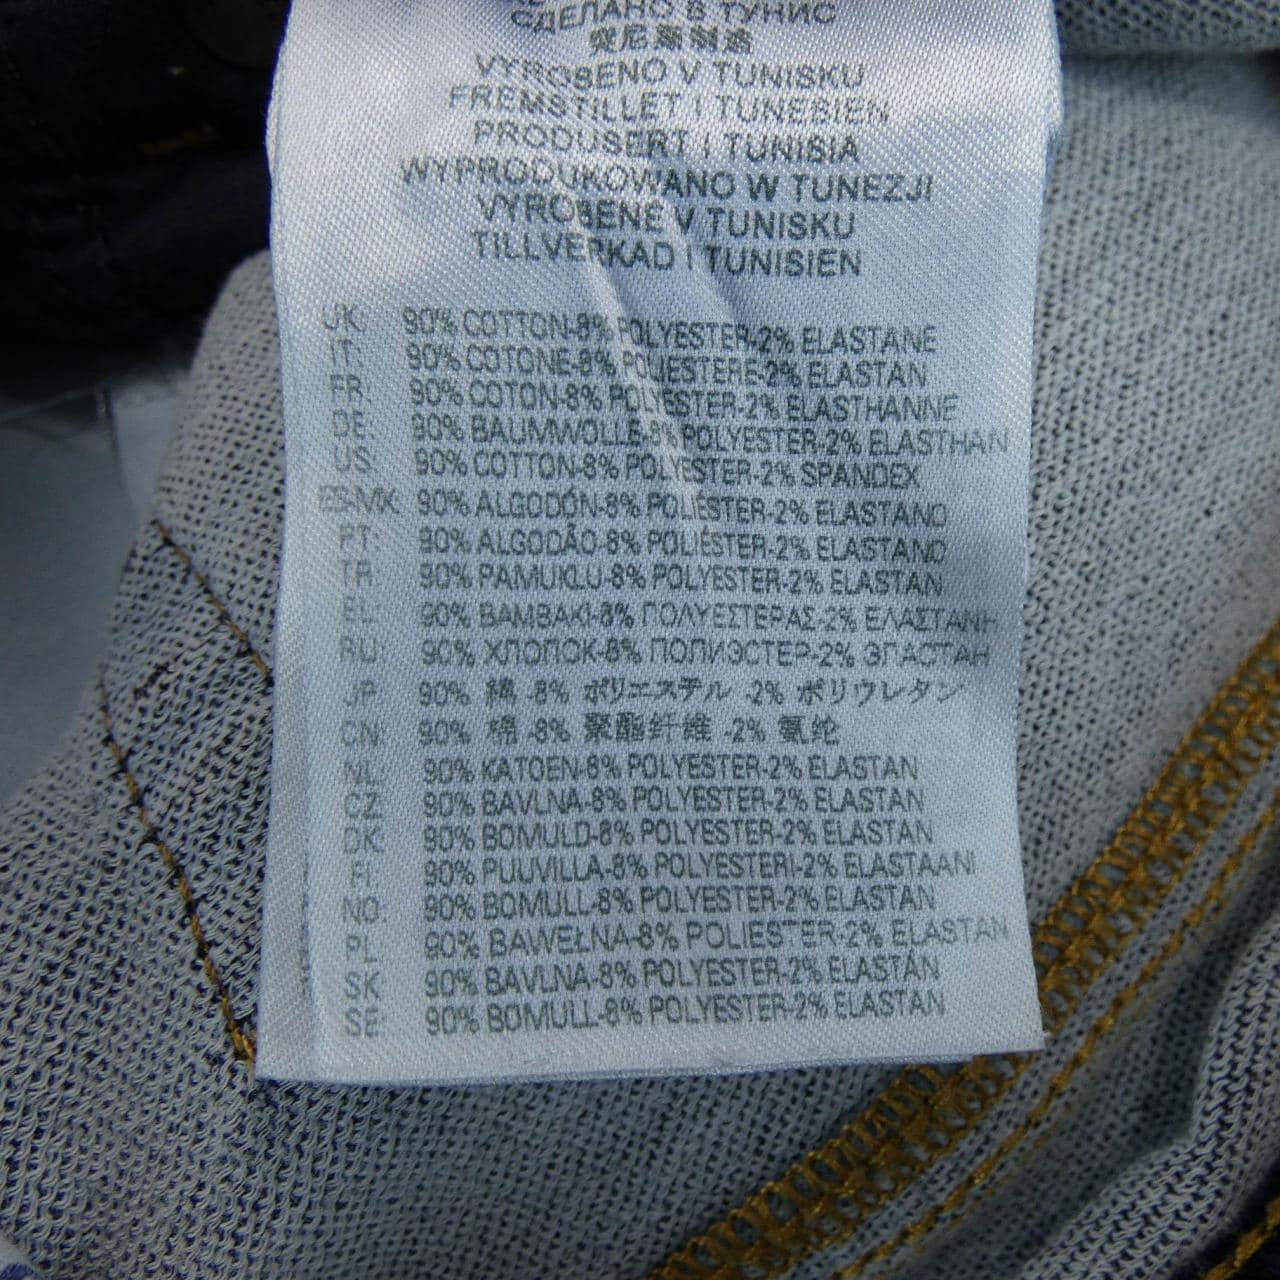 СДЕЛАНО В ТУНИС
突尼斯制造
VYROBENO V TUNISKU
FREMSTILLET I TUNEBIEN
PRODUSERT I TUNISIA
WYPRODUKOWANO W TUNEZJI
VYROBENE V TUNISKU
TILLVERKAD I TUNISIEN
UK: 90% COTTON-8% POLYESTER-2% ELASTANE
IT: 90% COTONE-8% POLIESTERE-2% ELASTAN
FR: 90% COTON-8% POLYESTER-2% ELASTHANNE
DE: 90% BAUMWOLLE-8% POLYESTER-2% ELASTHAN
US: 90% COTTON-8% POLYESTER-2% SPANDEX
ES-MX: 90% ALGODÓN-8% POLIÉSTER-2% ELASTANO
PT: 90% ALGODÃO-8% POLIÉSTER-2% ELASTANO
TR: 90% PAMUKLU-8% POLYESTER-2% ELASTAN
EL: 90% BAMBAKI-8% ΠΟΛΥΕΣΤΕΡΑΣ-2% ΕΛΑΣΤΑΝΗ
RU: 90% ХЛОПОК-8% ПОЛИЭСТЕР-2% ЭЛАСТАН
JP: 90% 綿 -8% ポリエステル -2% ポリウレタン
CN: 90% 棉 -8% 聚酯纤维 -2% 氨纶
NL: 90% KATOEN-8% POLYESTER-2% ELASTAN
CZ: 90% BAVLNA-8% POLYESTER-2% ELASTAN
DK: 90% BOMULD-8% POLYESTER-2% ELASTAN
FI: 90% PUUVILLA-8% POLYESTERI-2% ELASTAANI
NO: 90% BOMULL-8% POLYESTER-2% ELASTAN
PL: 90% BAWEŁNA-8% POLIESTER-2% ELASTAN
SK: 90% BAVLNA-8% POLYESTER-2% ELASTÁN
SE: 90% BOMULL-8% POLYESTER-2% ELASTAN